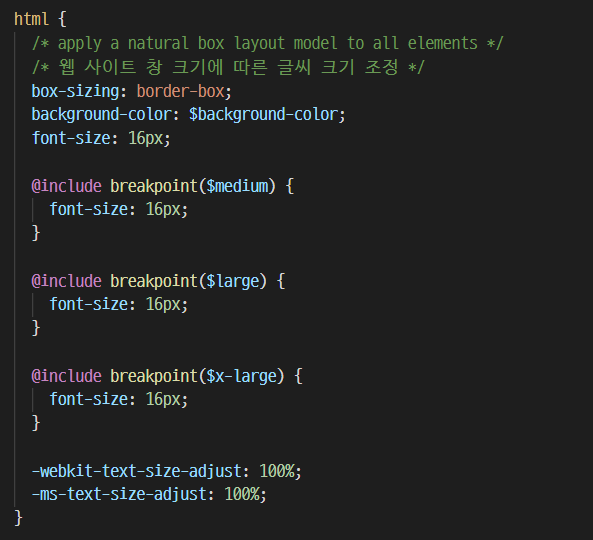 html {
/* apply a natural box layout model to all elements */
/* 웹 사이트 창 크기에 따른 글씨 크기 조정 */
box-sizing: border-box;
background-color: $background-color;
font-size: 16px;
@include breakpoint($medium) {
font-size: 16px;
}
@include breakpoint($large) {
font-size: 16px;
}
@include breakpoint($x-large) {
font-size: 16px;
}
-webkit-text-size-adjust: 100%;
-ms-text-size-adjust: 100%;
}